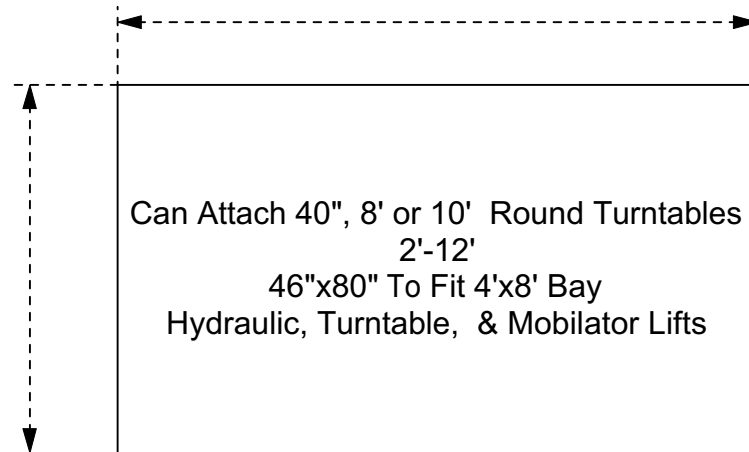 Can Attach 40", 8' or 10'  Round Turntables
2'-12'
46"x80" To Fit 4'x8' Bay
Hydraulic, Turntable,  & Mobilator Lifts